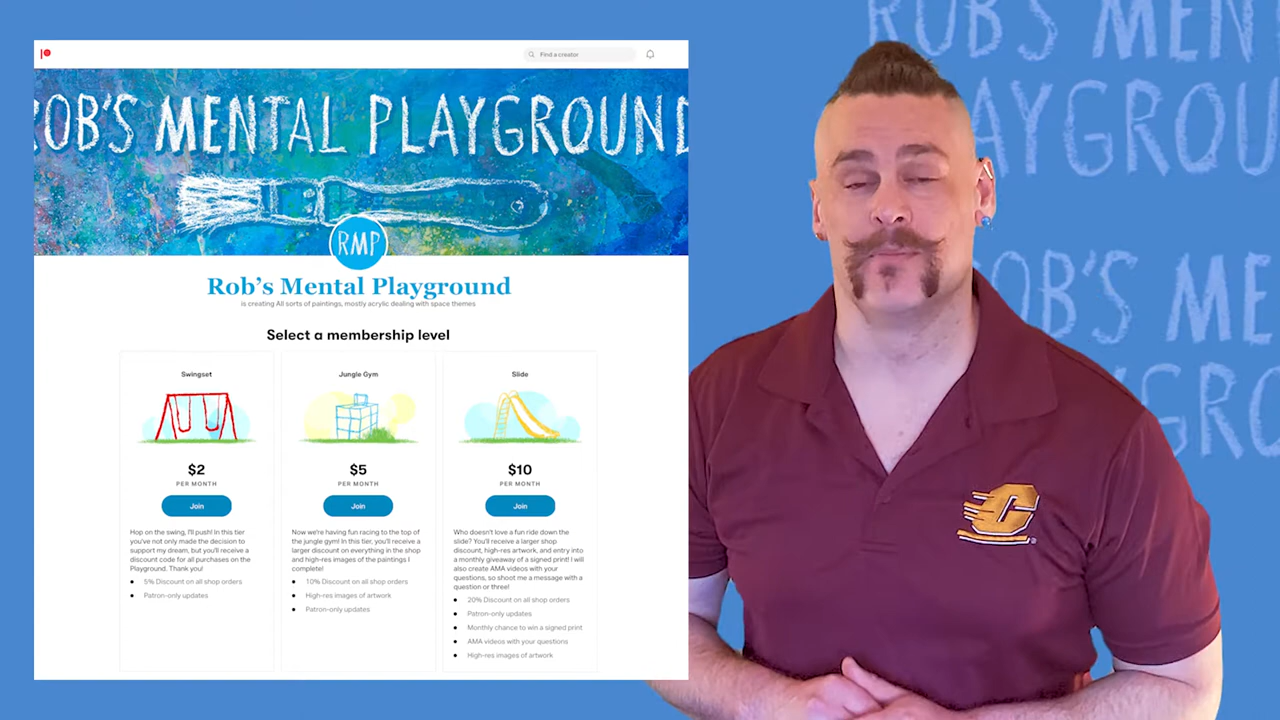 Find a creator
ROB'S MENTAL PLAYGROUND
RMP
Rob's Mental Playground
is creating All sorts of paintings, mostly acrylic dealing with space themes
Select a membership level
Swingset
$2
PER MONTH
Join
Hop on the swing, I'll push! In this tier
you've not only made the decision to
support my dream, but you'll receive a
discount code for all purchases on the
Playground. Thank you!
• 5% Discount on all shop orders
• Patron-only updates
Jungle Gym
$5
PER MONTH
Join
Now we're having fun racing to the top of
the jungle gym! In this tier, you'll receive a
larger discount on everything in the shop
and high-res images of the paintings I
complete!
• 10% Discount on all shop orders
• High-res images of artwork
• Patron-only updates
Slide
$10
PER MONTH
Join
Who doesn't love a fun ride down the
slide? You'll receive a larger shop
discount, high-res artwork, and entry into
a monthly giveaway of a signed print! I will
also create AMA videos with your
questions, so shoot me a message with a
question or three!
• 20% Discount on all shop orders
• Patron-only updates
• Monthly chance to win a signed print
• AMA videos with your questions
• High-res images of artwork
ROB'S MEN
AYGROU
ROB'S ME
AYGR
C